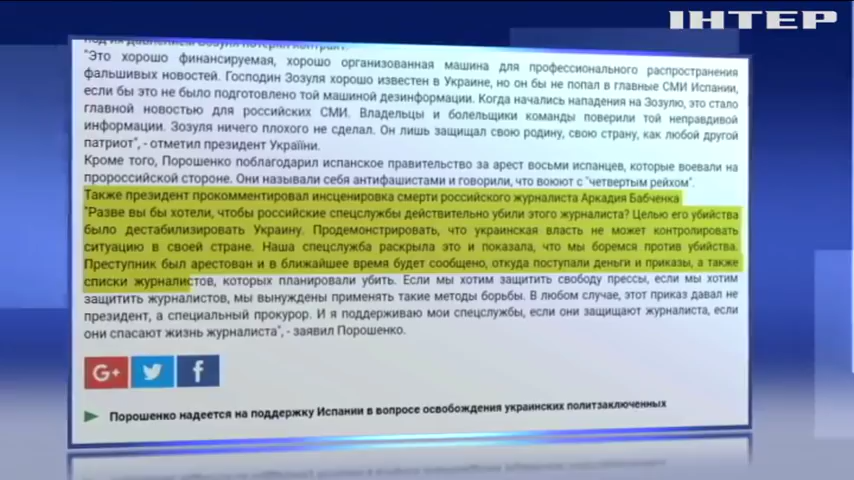 ІНТЕР
под их давлением Зозуля потерял контракт.
"Это хорошо финансируемая, хорошо организованная машина для профессионального распространения
фальшивых новостей. Господин Зозуля хорошо известен в Украине, но он бы не попал в главные СМИ Испании,
если бы это не было подготовлено той машиной дезинформации. Когда начались нападения на Зозулю, это стало
главной новостью для российских СМИ. Владельцы и болельщики команды поверили той неправдивой
информации. Зозуля ничего плохого не сделал. Он лишь защищал свою родину, свою страну, как любой другой
патриот", - отметил президент Украïни.
Кроме того, Порошенко поблагодарил испанское правительство за арест восьми испанцев, которые воевали на
пророссийской стороне. Они называли себя антифашистами и говорили, что воюют с "четвертым рейхом".
Также президент прокомментировал инсценировка смерти российского журналиста Аркадия Бабченка
"Разве вы бы хотели, чтобы российские спецслужбы действительно убили этого журналиста? Целью его убийства
было дестабилизировать Украину. Продемонстрировать, что украинская власть не может контролировать
ситуацию в своей стране. Наша спецслужба раскрыла это и показала, что мы боремся против убийства.
Преступник был арестован и в ближайшее время будет сообщено, откуда поступали деньги и приказы, а также
списки журналистов, которых планировали убить. Если мы хотим защитить свободу прессы, если мы хотим
защитить журналистов, мы вынуждены применять такие методы борьбы. В любом случае, этот приказ давал не
президент, а специальный прокурор. И я поддерживаю мои спецслужбы, если они защищают журналиста, если
они спасают жизнь журналиста", - заявил Порошенко.
G+
f
Порошенко надеется на поддержку Испании в вопросе освобождения украинских политзаключенных